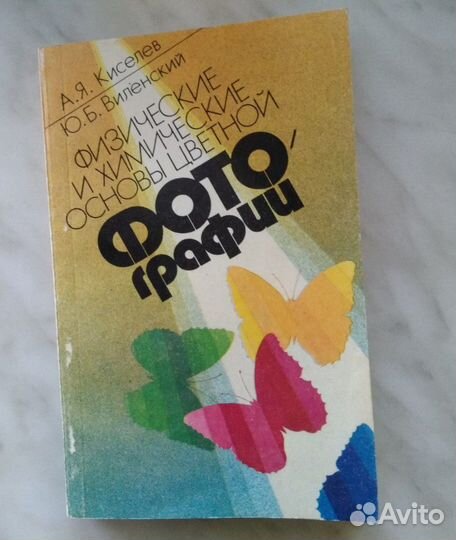 А.Я. Киселев
Ю.Б. Виленский
ФИЗИЧЕСКИЕ
И ХИМИЧЕСКИЕ
ОСНОВЫ ЦВЕТНОЙ
ФОТО
графии
Avito